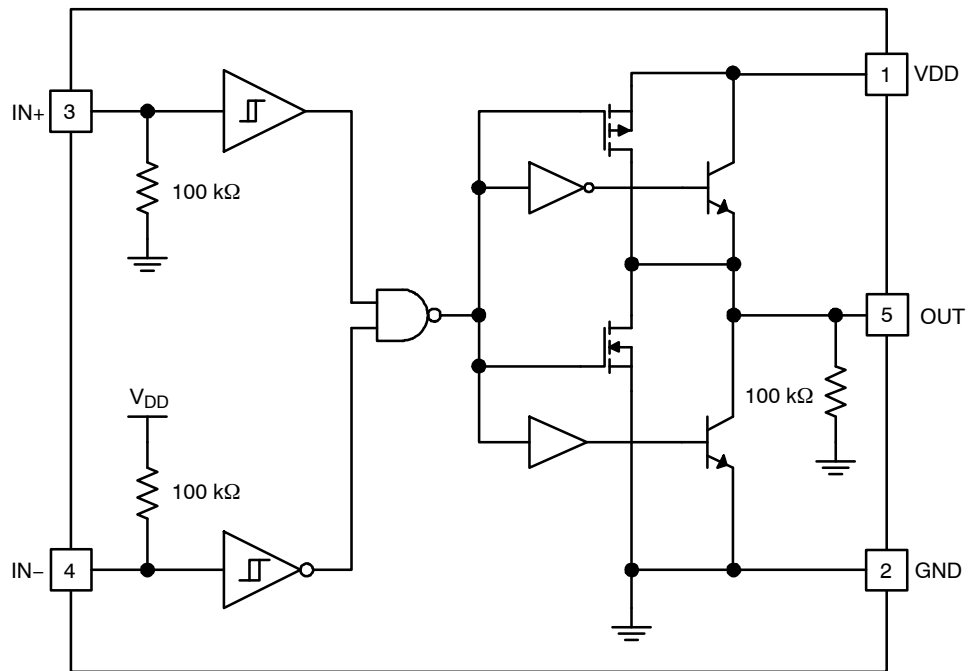 1 VDD
IN+ 3
100 kΩ
5 OUT
V_DD
100 kΩ
100 kΩ
IN− 4
2 GND